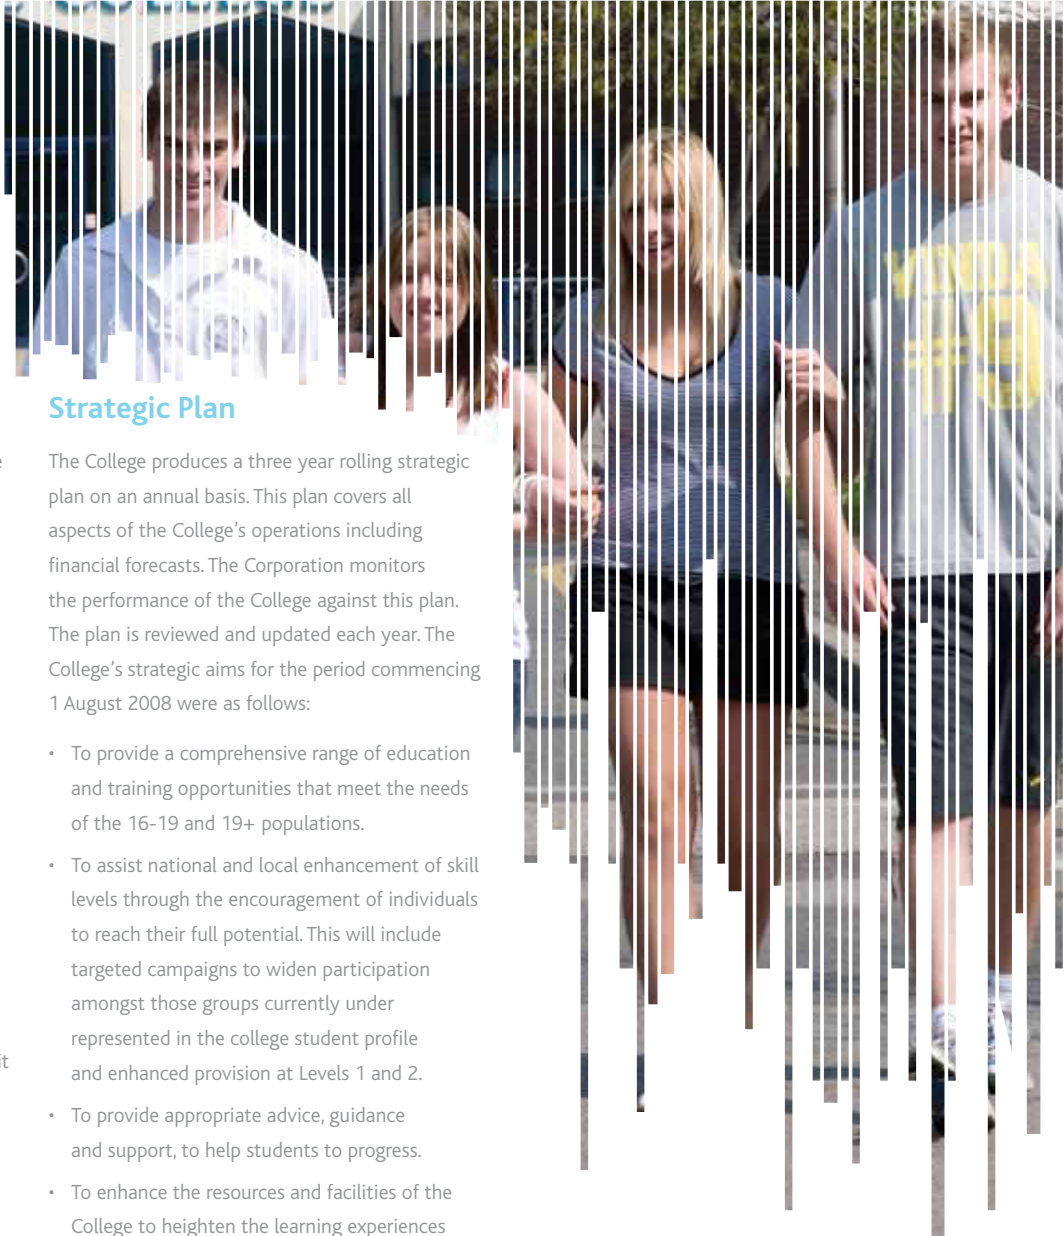 Strategic Plan
The College produces a three year rolling strategic
plan on an annual basis. This plan covers all
aspects of the College's operations including
financial forecasts. The Corporation monitors
the performance of the College against this plan.
The plan is reviewed and updated each year. The
College's strategic aims for the period commencing
1 August 2008 were as follows:
• To provide a comprehensive range of education
and training opportunities that meet the needs
of the 16-19 and 19+ populations.
• To assist national and local enhancement of skill
levels through the encouragement of individuals
to reach their full potential. This will include
targeted campaigns to widen participation
amongst those groups currently under
represented in the college student profile
and enhanced provision at Levels 1 and 2.
• To provide appropriate advice, guidance
and support, to help students to progress.
• To enhance the resources and facilities of the
College to heighten the learning experiences